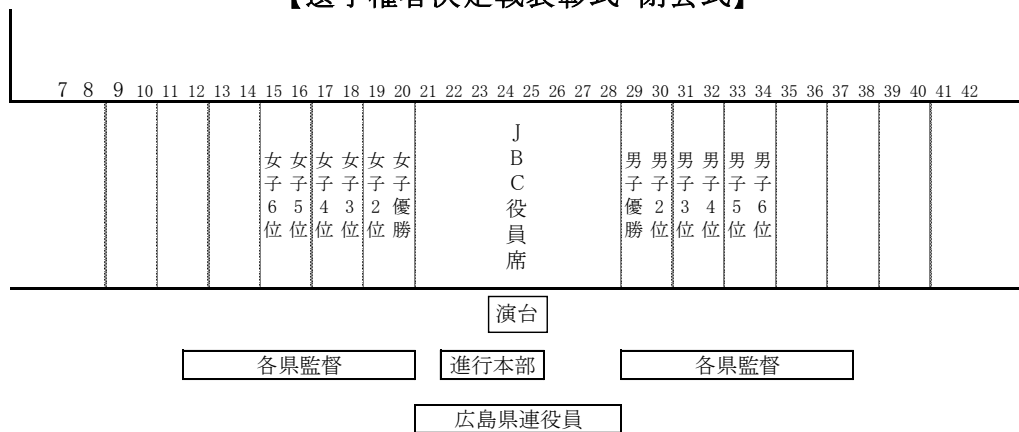 【選手権者決定戦表彰式・閉会式】
7 8 9 10 11 12 13 14 15 16 17 18 19 20 21 22 23 24 25 26 27 28 29 30 31 32 33 34 35 36 37 38 39 40 41 42
女子6位
女子5位
女子4位
女子3位
女子2位
女子優勝
JBC役員席
男子優勝
男子2位
男子3位
男子4位
男子5位
男子6位
演台
各県監督
進行本部
各県監督
広島県連役員